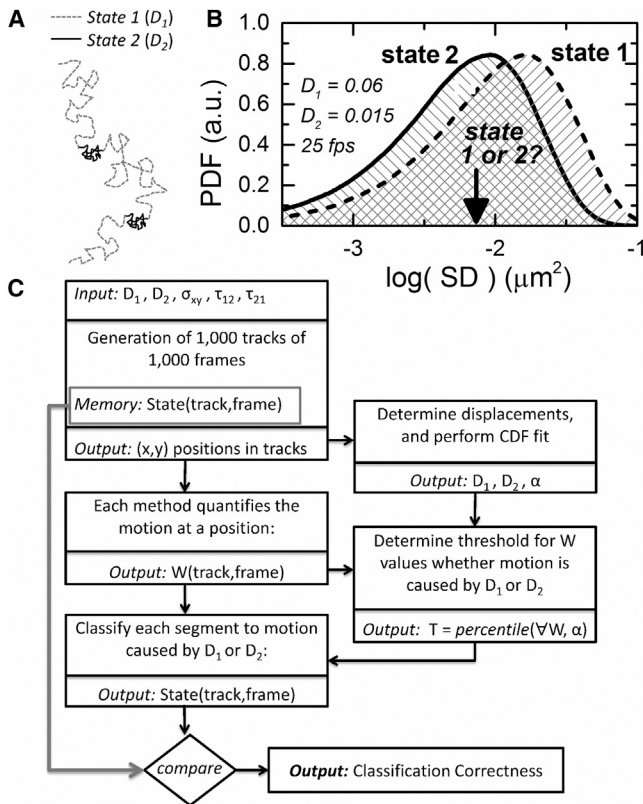 A
State 1 (D₁)
State 2 (D₂)
B
PDF (a.u.)
1.0
0.8
0.6
0.4
0.2
0.0
state 2
state 1
D₁ = 0.06
D₂ = 0.015
25 fps
state
1 or 2?
-3
-2
-1
log( SD ) (μm²)
C
Input: D₁ , D₂ , σxy , τ₁₂ , τ₂₁
Generation of 1,000 tracks of
1,000 frames
Memory: State(track,frame)
Output: (x,y) positions in tracks
Determine displacements,
and perform CDF fit
Output: D₁ , D₂ , α
Each method quantifies the
motion at a position:
Output: W(track,frame)
Determine threshold for W
values whether motion is
caused by D₁ or D₂
Output: T = percentile(∀W, α)
Classify each segment to motion
caused by D₁ or D₂:
Output: State(track,frame)
compare
Output: Classification Correctness